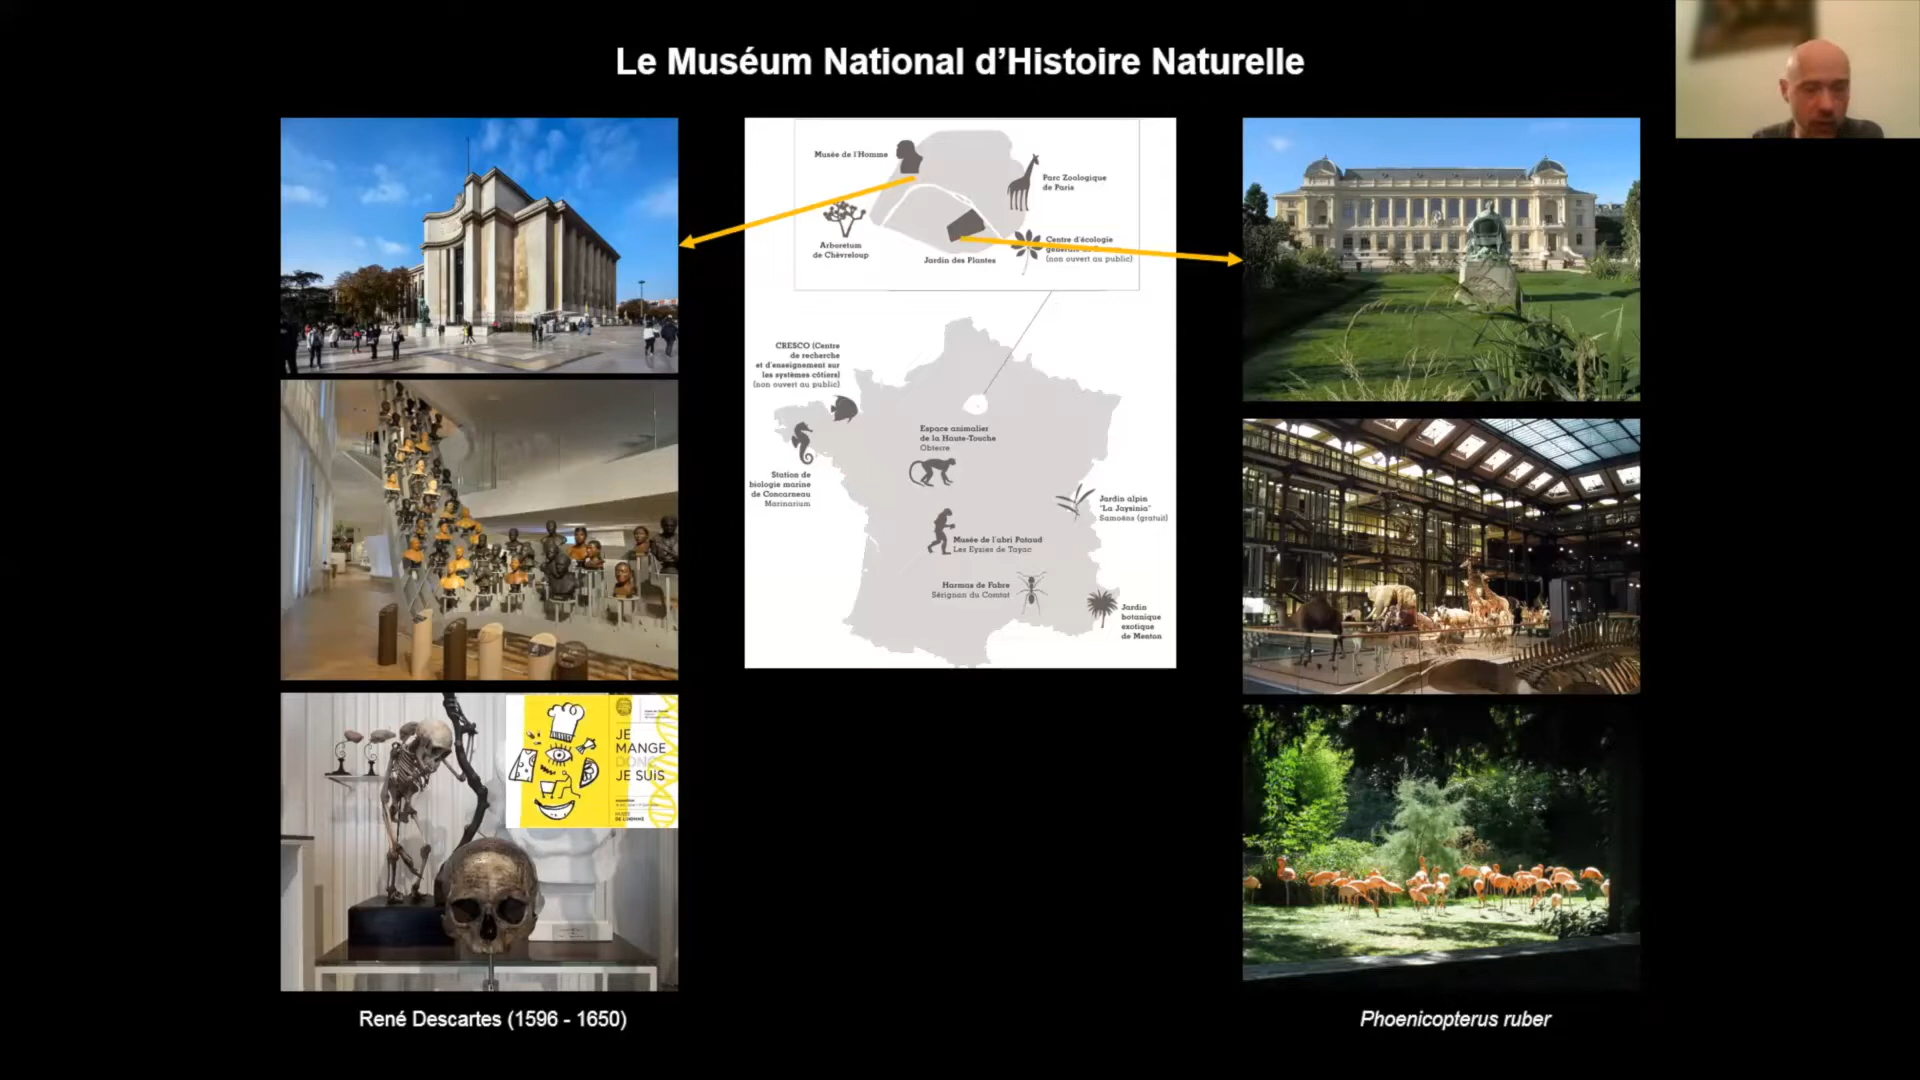 Le Muséum National d’Histoire Naturelle
Musée de l'Homme
Parc Zoologique
de Paris
Arboretum
de Chèvreloup
Centre d'écologie
générale
(non ouvert au public)
Jardin des Plantes
CRESCO (Centre
de recherche
et d'enseignement sur
les systèmes côtiers)
(non ouvert au public)
Espace animalier
de la Haute-Touche
Obterre
Station de
biologie marine
de Concarneau
Marinarium
Jardin alpin
"La Jaysinia"
Samoëns (gratuit)
Musée de l'abri Pataud
Les Eyzies de Tayac
Harmas de Fabre
Sérignan du Comtat
Jardin
botanique
exotique
de Menton
JE
MANGE
DONC
JE SUiS
MUSÉE
DE L'HOMME
René Descartes (1596 - 1650)
Phoenicopterus ruber